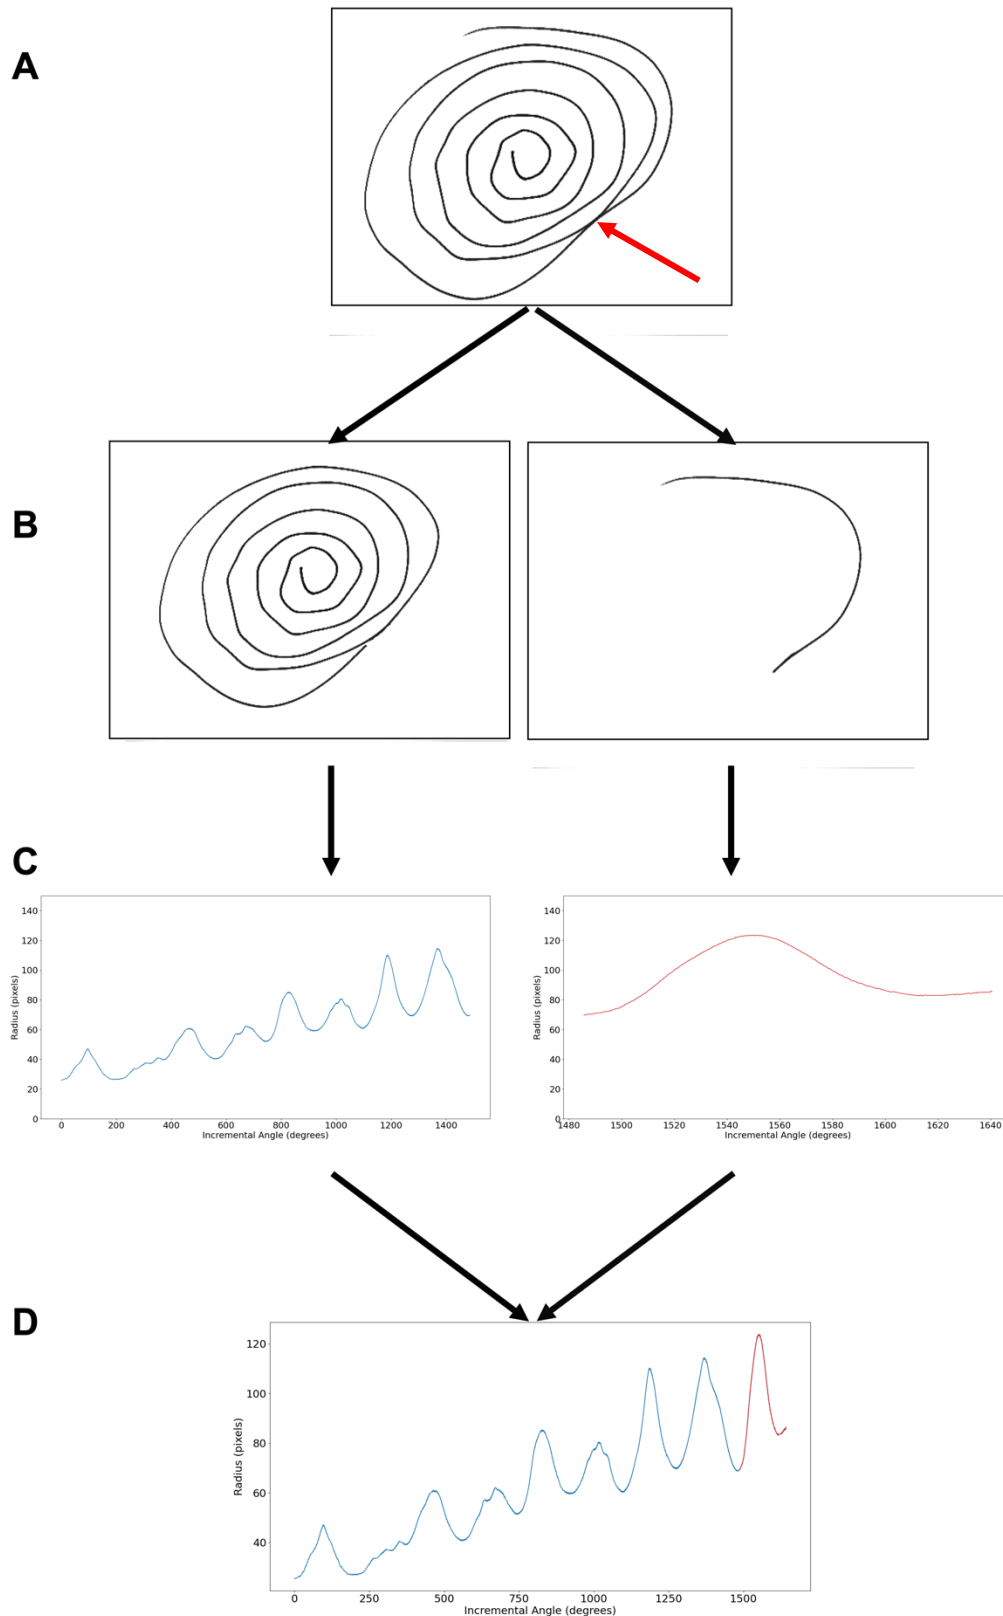 A
B
C
140
120
100
80
60
40
20
0
Radius (pixels)
0 200 400 600 800 1000 1200 1400
Incremental Angle (degrees)
140
120
100
80
60
40
20
0
Radius (pixels)
1480 1500 1520 1540 1560 1580 1600 1620 1640
Incremental Angle (degrees)
D
120
100
80
60
40
Radius (pixels)
0 250 500 750 1000 1250 1500
Incremental Angle (degrees)